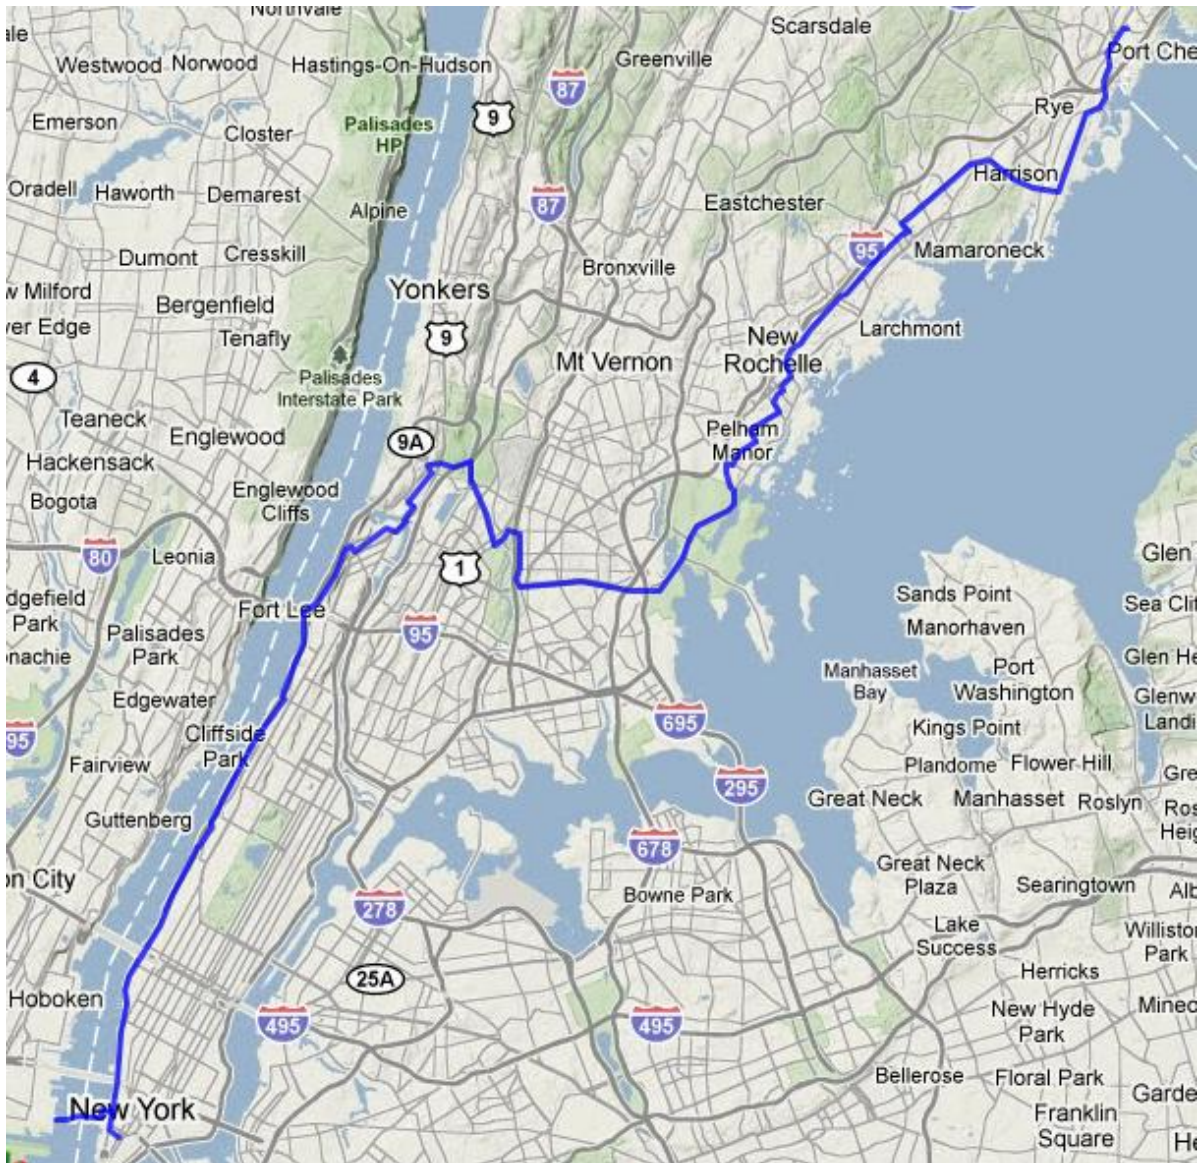 Northvale
Scarsdale
Westwood
Norwood
Hastings-On-Hudson
Greenville
87
Port Che
9
Rye
Emerson
Closter
Palisades
HP
Harrison
Oradell
Haworth
Demarest
Alpine
87
Eastchester
95
Mamaroneck
Dumont
Cresskill
Bronxville
w Milford
Yonkers
Bergenfield
ver Edge
Tenafly
9
Larchmont
New
Rochelle
Mt Vernon
4
Palisades
Interstate Park
Teaneck
Englewood
9A
Pelham
Manor
Hackensack
Bogota
Englewood
Cliffs
80
Leonia
1
Glen
dgefield
Park
Fort Lee
Sands Point
Sea Clif
Manorhaven
95
Palisades
Park
onachie
Manhasset
Bay
Port
Washington
Glen He
Edgewater
Glenw
Landi
95
Cliffside
Park
695
Kings Point
Fairview
295
Plandome
Flower Hill
Gre
Great Neck
Manhasset
Roslyn
Ros
Heig
Guttenberg
678
on City
Great Neck
Plaza
Searingtown
Alb
278
Bowne Park
Lake
Success
Williston
Park
25A
Herricks
Hoboken
495
495
New Hyde
Park
Mineo
Bellerose
Floral Park
Garde
New York
Franklin
Square
He